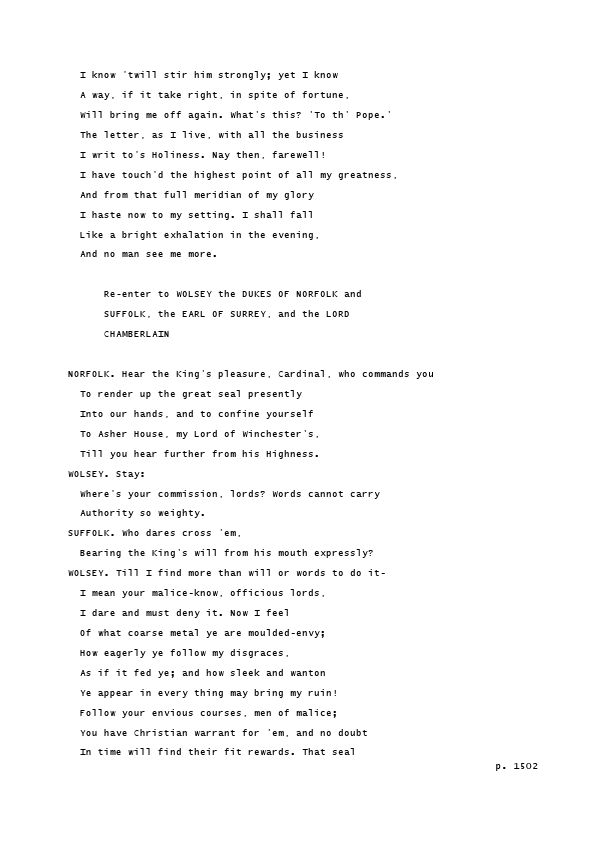 I know 'twill stir him strongly; yet I know
A way, if it take right, in spite of fortune,
Will bring me off again. What's this? 'To th' Pope.'
The letter, as I live, with all the business
I writ to's Holiness. Nay then, farewell!
I have touch'd the highest point of all my greatness,
And from that full meridian of my glory
I haste now to my setting. I shall fall
Like a bright exhalation in the evening,
And no man see me more.
Re-enter to WOLSEY the DUKES OF NORFOLK and
SUFFOLK, the EARL OF SURREY, and the LORD
CHAMBERLAIN
NORFOLK. Hear the King's pleasure, Cardinal, who commands you
To render up the great seal presently
Into our hands, and to confine yourself
To Asher House, my Lord of Winchester's,
Till you hear further from his Highness.
WOLSEY. Stay:
Where's your commission, lords? Words cannot carry
Authority so weighty.
SUFFOLK. Who dares cross 'em,
Bearing the King's will from his mouth expressly?
WOLSEY. Till I find more than will or words to do it-
I mean your malice-know, officious lords,
I dare and must deny it. Now I feel
Of what coarse metal ye are moulded-envy;
How eagerly ye follow my disgraces,
As if it fed ye; and how sleek and wanton
Ye appear in every thing may bring my ruin!
Follow your envious courses, men of malice;
You have Christian warrant for 'em, and no doubt
In time will find their fit rewards. That seal
p. 1502